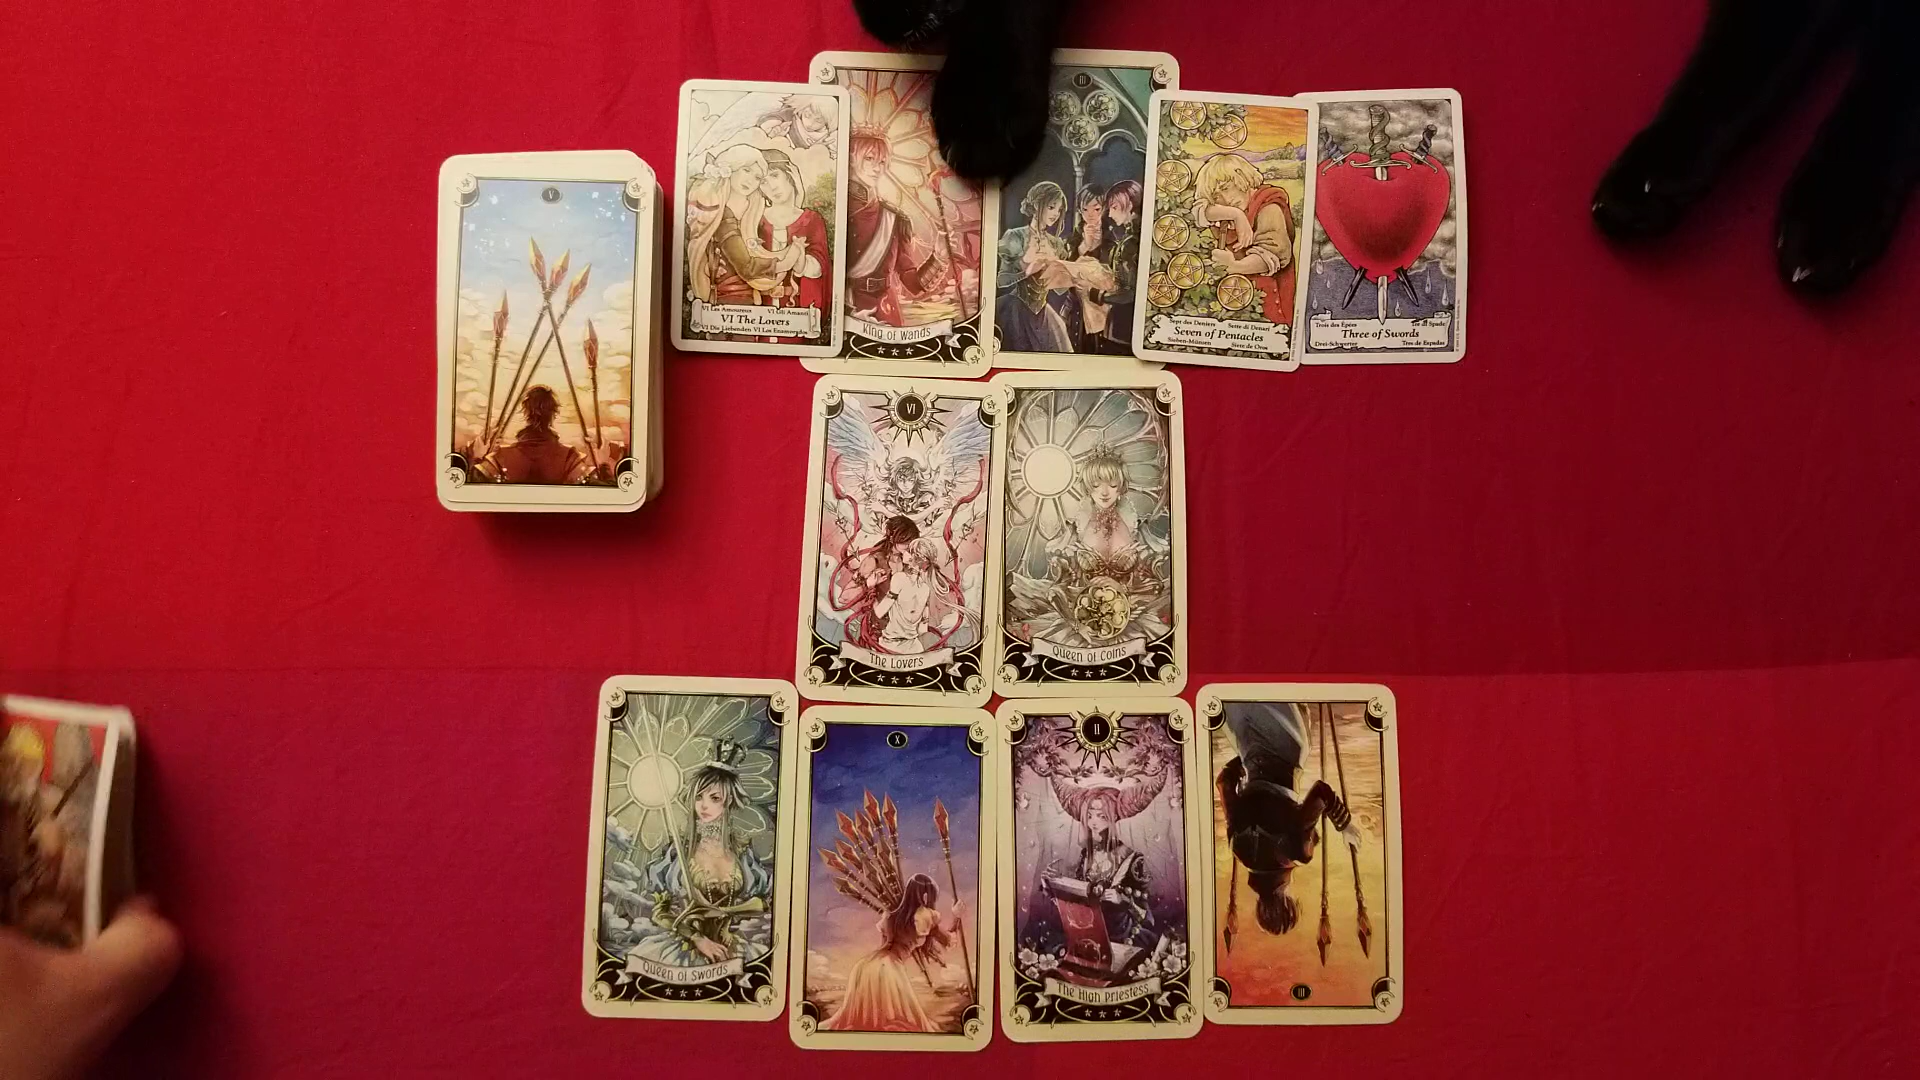 III
V
VI Les Amoureux VI Gli Amanti
VI The Lovers
VI Die Liebenden VI Los Enamorados
King of Wands
Sept des Deniers Sette di Denari
Seven of Pentacles
Sieben-Münzen Siete de Oros
Trois des Épées Tre di Spade
Three of Swords
Drei-Schwerter Tres de Espadas
VI
The Lovers
Queen of Coins
Queen of Swords
X
II
The High Priestess
III